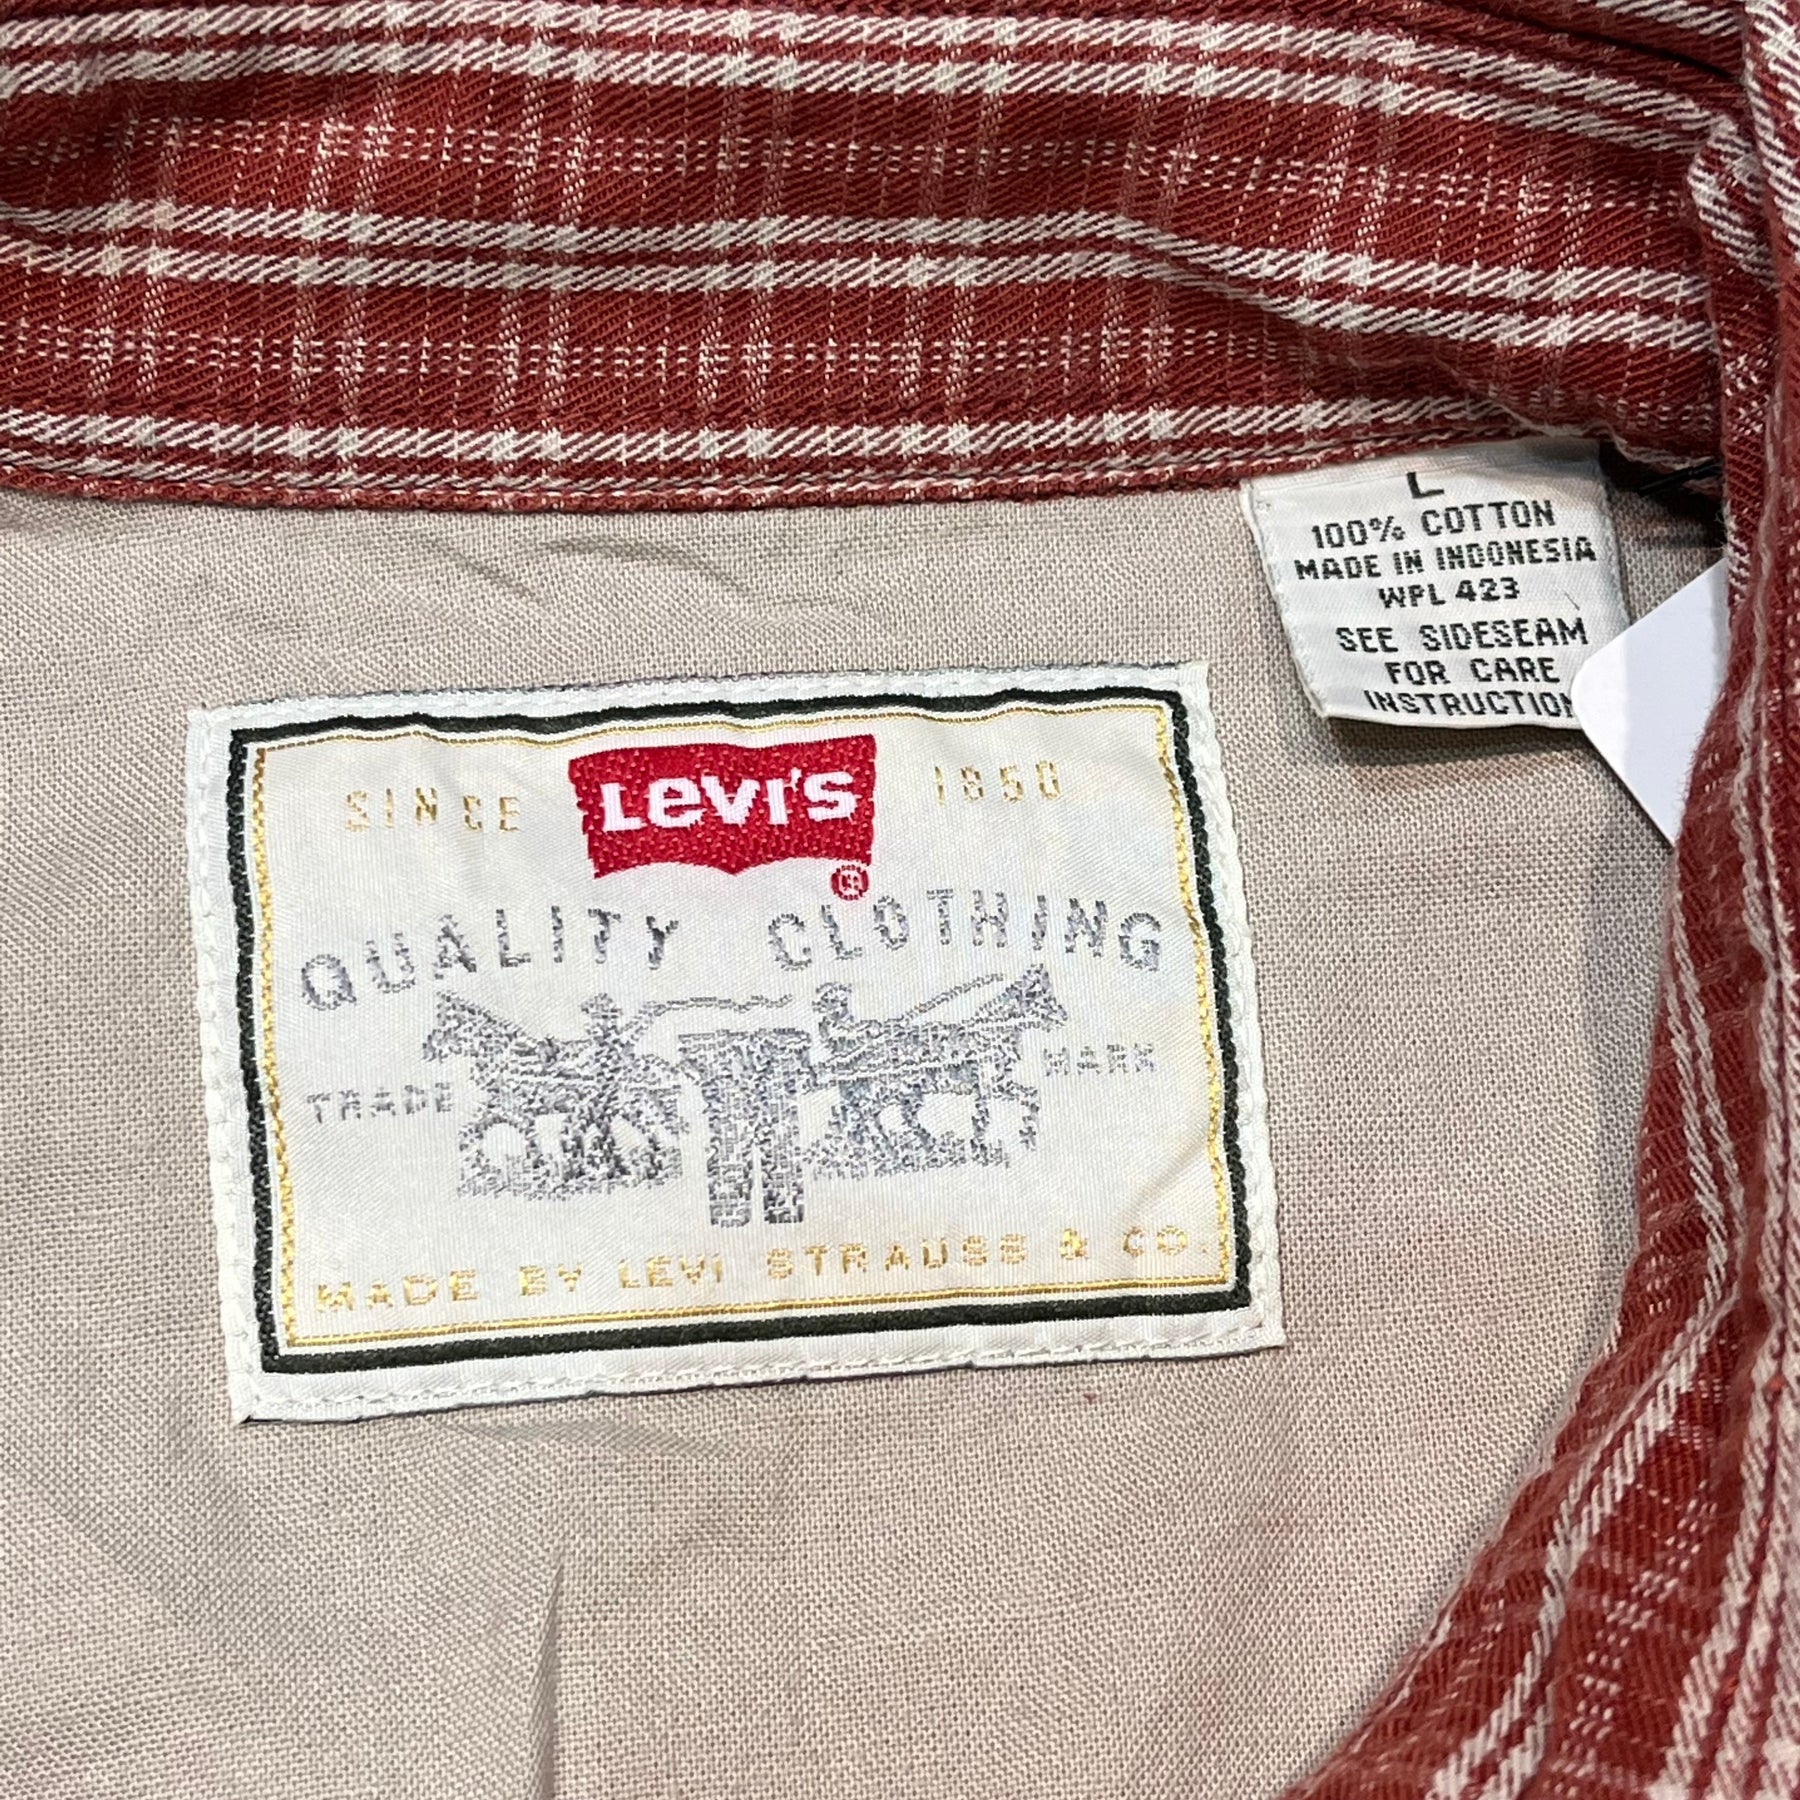 L
100% COTTON
MADE IN INDONESIA
WPL 423
SEE SIDESEAM
FOR CARE
INSTRUCTION
SINCE LEVI'S ® 1850
QUALITY CLOTHING
TRADE MARK
MADE BY LEVI STRAUSS & CO.